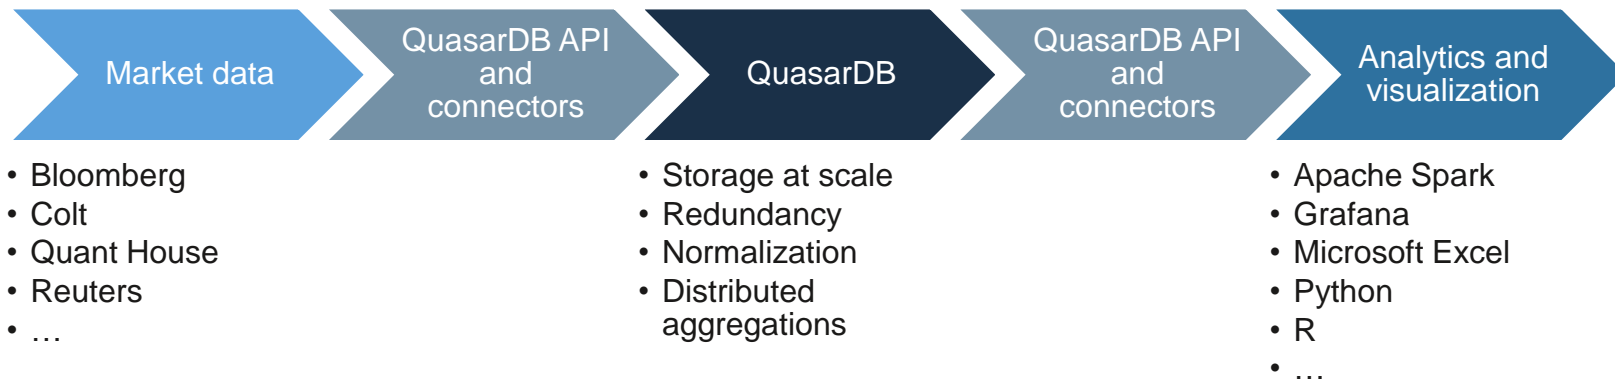 Market data
QuasarDB API
and
connectors
QuasarDB
QuasarDB API
and
connectors
Analytics and
visualization
• Bloomberg
• Colt
• Quant House
• Reuters
• …
• Storage at scale
• Redundancy
• Normalization
• Distributed
aggregations
• Apache Spark
• Grafana
• Microsoft Excel
• Python
• R
• …